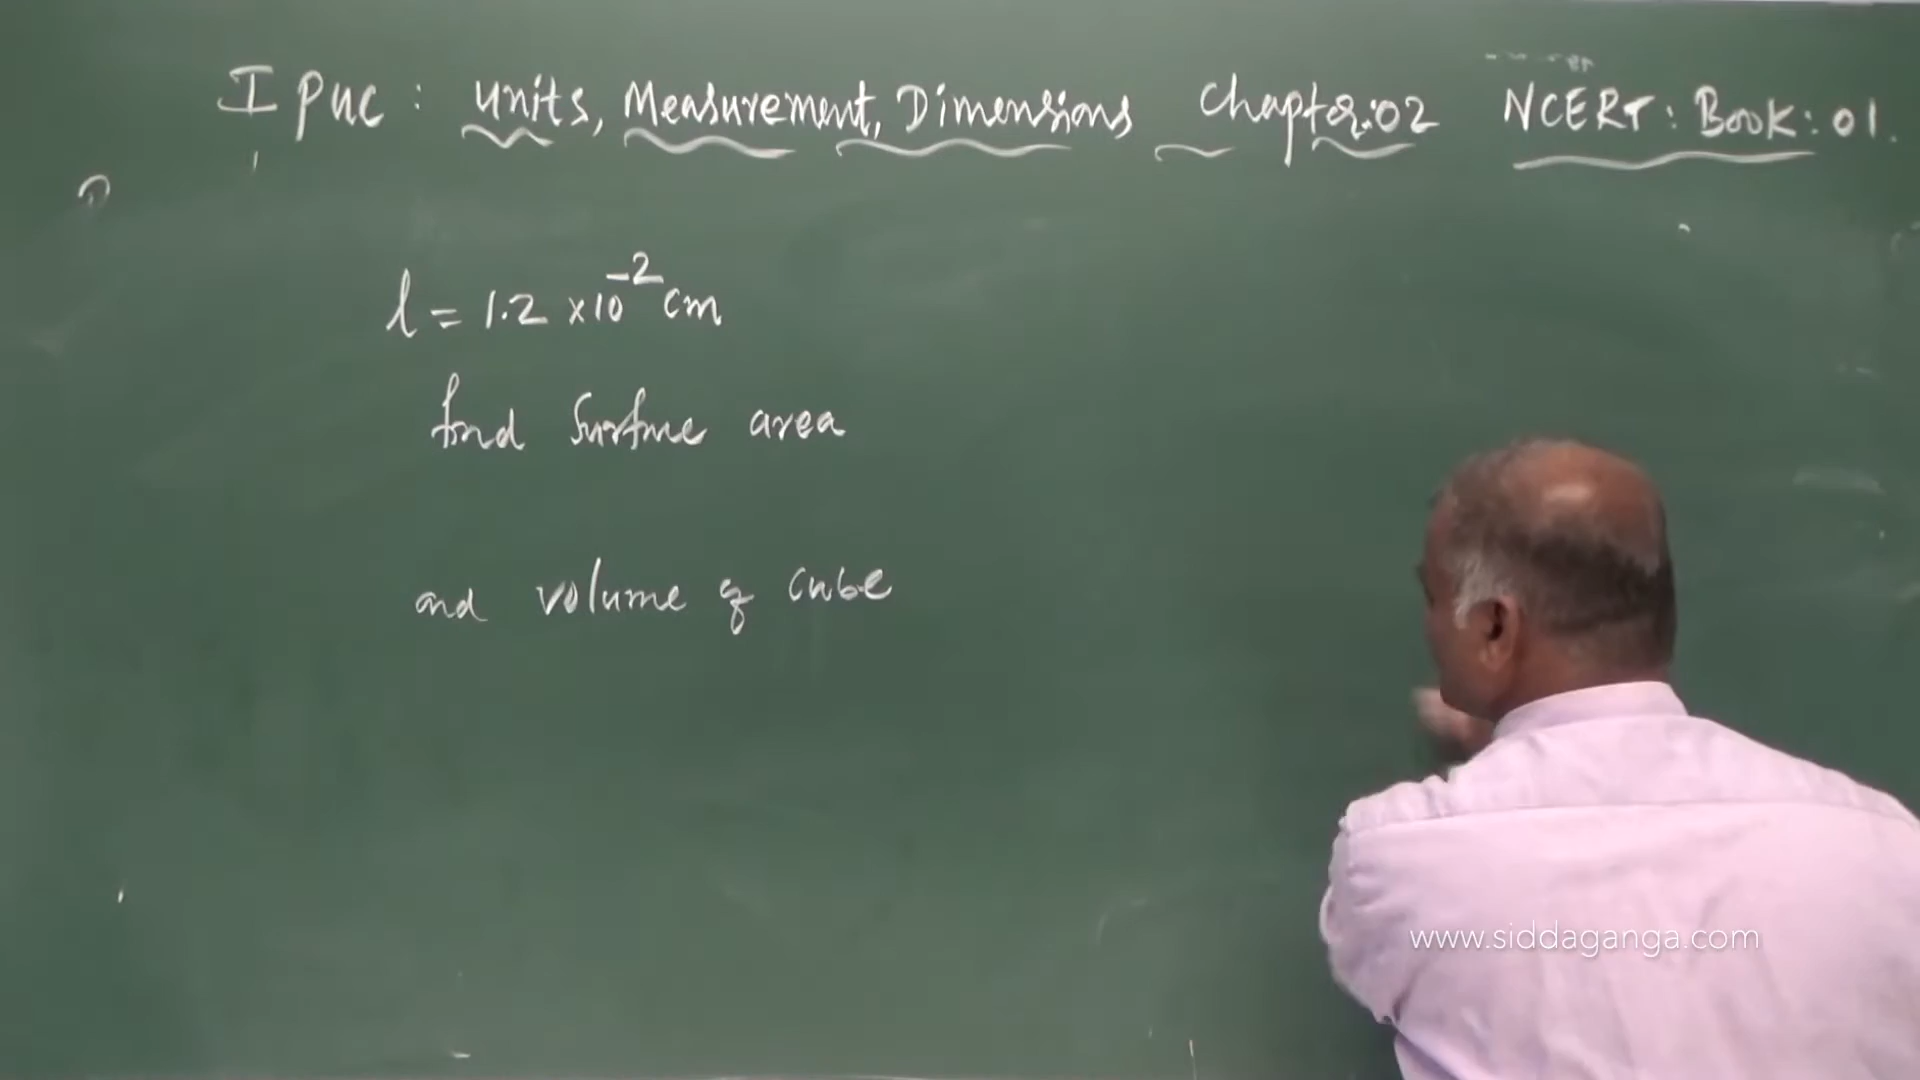 I PUC : Units, Measurement, Dimensions Chapter:02 NCERT : Book : 01.
l = 1.2 ×10⁻² cm
find Surface area
and volume of cube
www.siddaganga.com